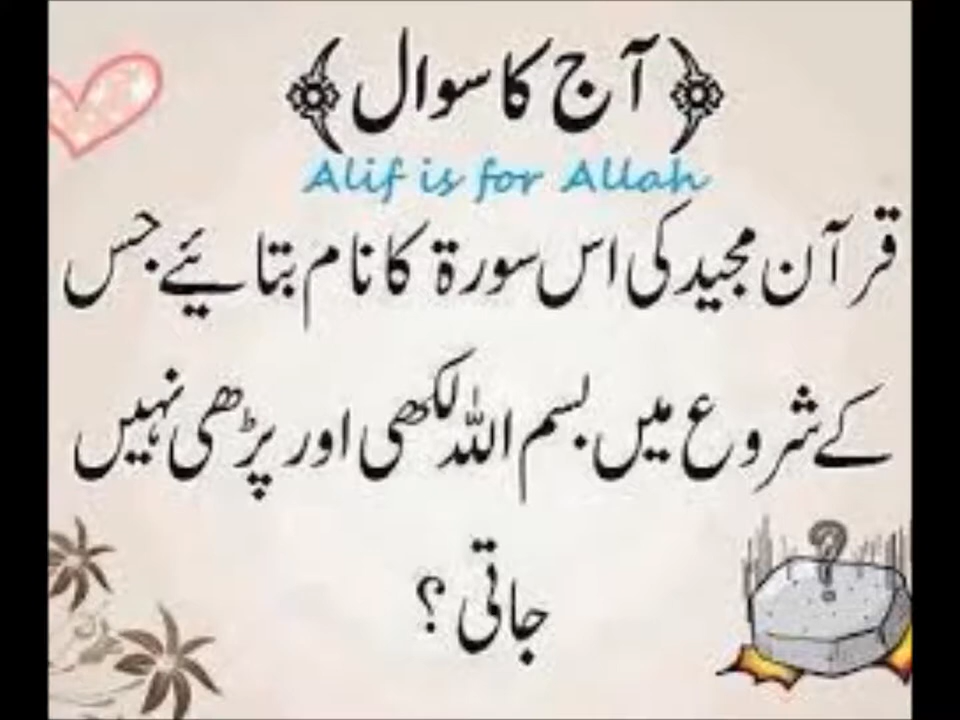 ﴿ آج کا سوال ﴾
Alif is for Allah
قرآن مجید کی اس سورۃ کا نام بتائیے جس
کے شروع میں بسم اللہ لکھی اور پڑھی نہیں
جاتی ؟
?